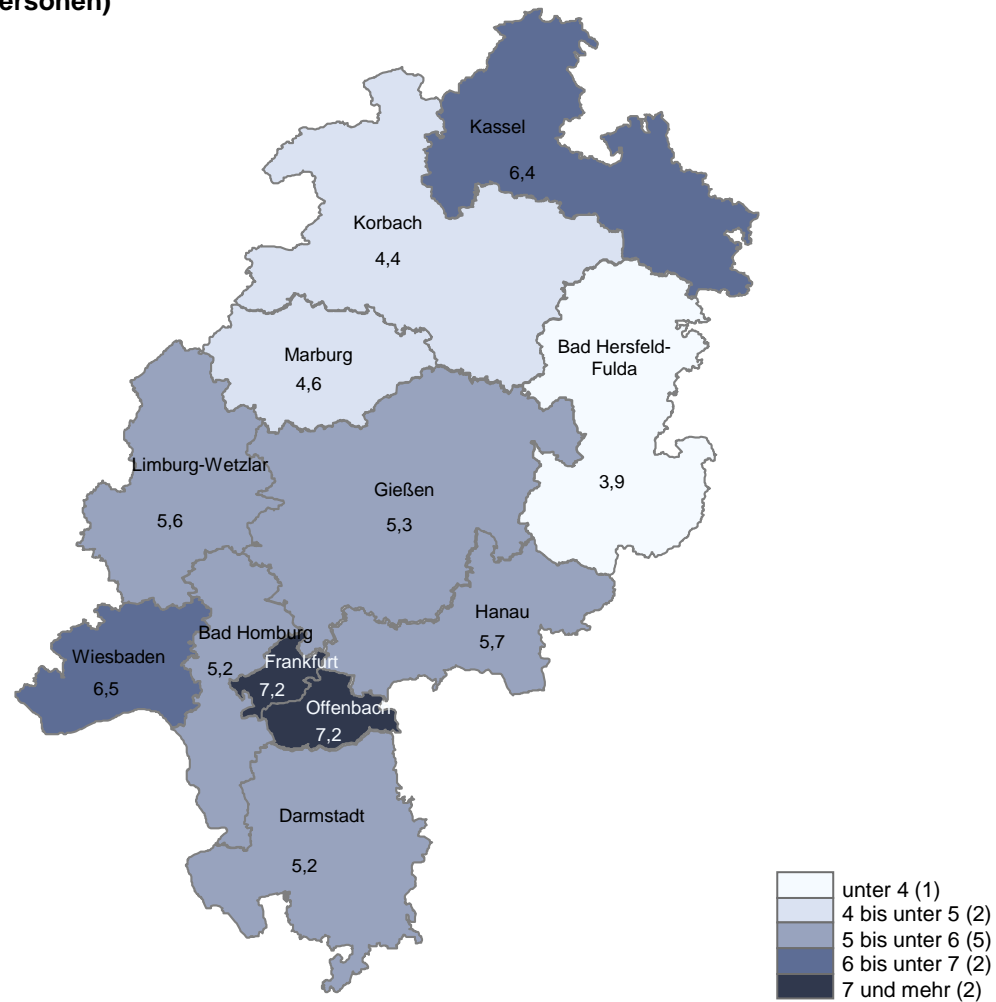 ersonen)
Kassel
6,4
Korbach
4,4
Marburg
4,6
Bad Hersfeld-
Fulda
3,9
Limburg-Wetzlar
5,6
Gießen
5,3
Hanau
5,7
Bad Homburg
5,2
Wiesbaden
6,5
Frankfurt
7,2
Offenbach
7,2
Darmstadt
5,2
unter 4 (1)
4 bis unter 5 (2)
5 bis unter 6 (5)
6 bis unter 7 (2)
7 und mehr (2)